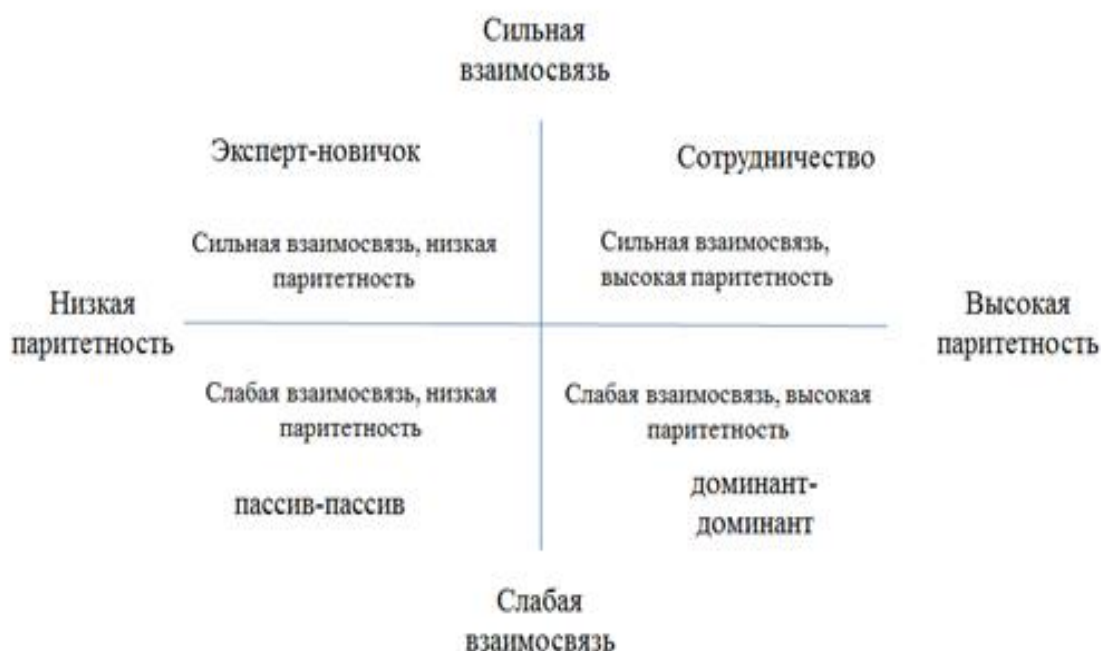 Сильная
взаимосвязь
Эксперт-новичок
Сотрудничество
Сильная взаимосвязь, низкая
паритетность
Сильная взаимосвязь,
высокая паритетность
Низкая
паритетность
Высокая
паритетность
Слабая взаимосвязь, низкая
паритетность
Слабая взаимосвязь, высокая
паритетность
пассив-пассив
доминант-
доминант
Слабая
взаимосвязь